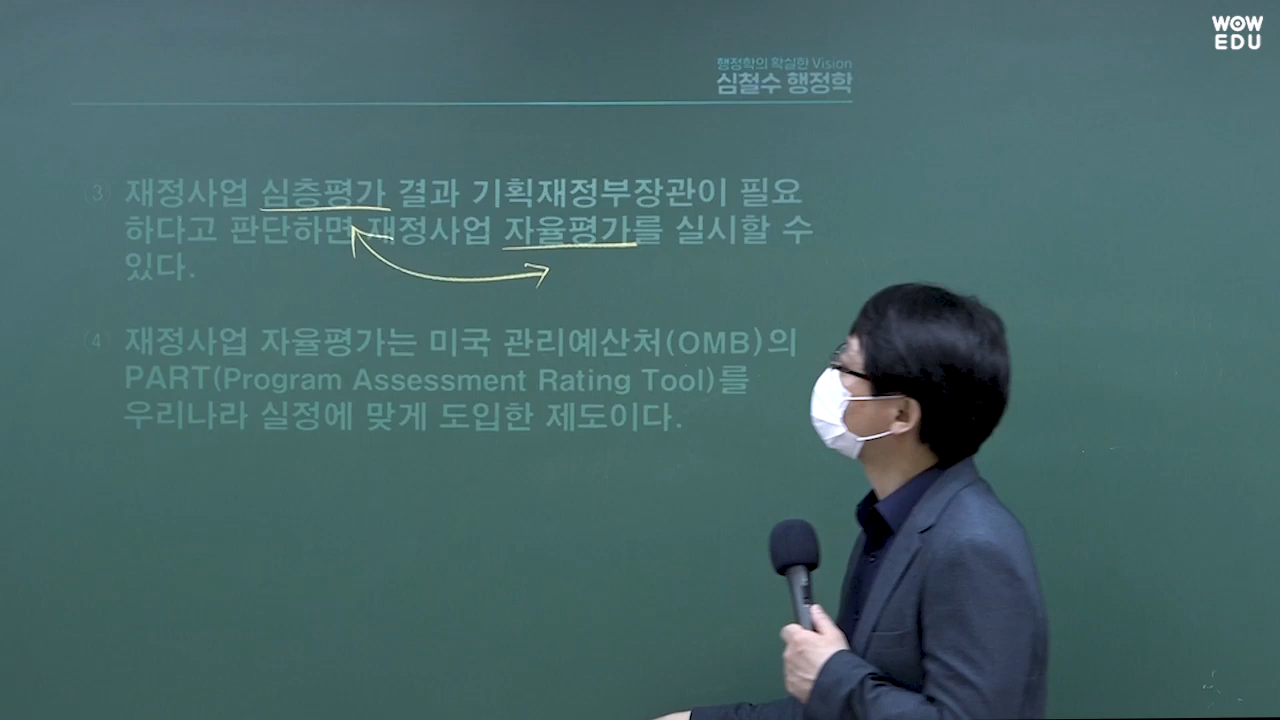 WOW
EDU
행정학의 확실한 Vision
심철수 행정학
③ 재정사업 심층평가 결과 기획재정부장관이 필요
하다고 판단하면 재정사업 자율평가를 실시할 수
있다.
④ 재정사업 자율평가는 미국 관리예산처(OMB)의
PART(Program Assessment Rating Tool)를
우리나라 실정에 맞게 도입한 제도이다.